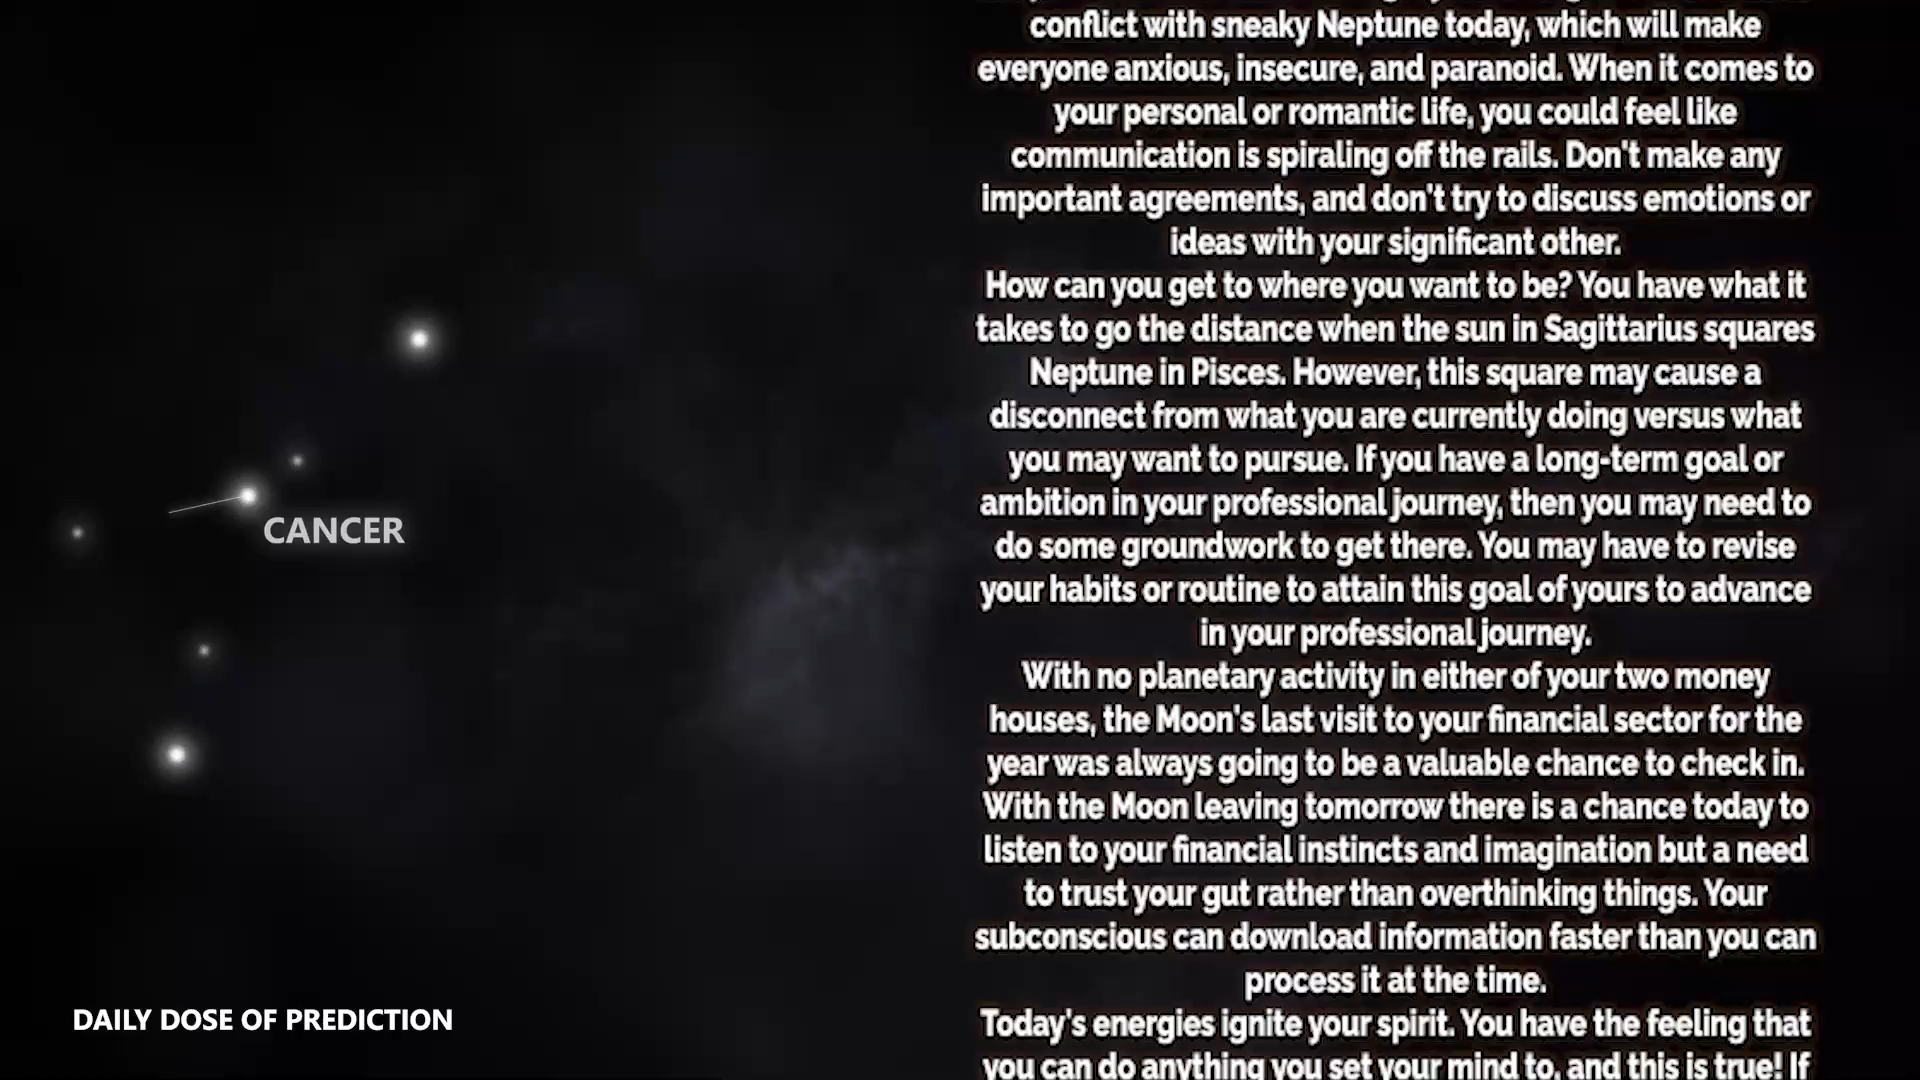 conflict with sneaky Neptune today, which will make
everyone anxious, insecure, and paranoid. When it comes to
your personal or romantic life, you could feel like
communication is spiraling off the rails. Don't make any
important agreements, and don't try to discuss emotions or
ideas with your significant other.
How can you get to where you want to be? You have what it
takes to go the distance when the sun in Sagittarius squares
Neptune in Pisces. However, this square may cause a
disconnect from what you are currently doing versus what
you may want to pursue. If you have a long-term goal or
ambition in your professional journey, then you may need to
do some groundwork to get there. You may have to revise
your habits or routine to attain this goal of yours to advance
in your professional journey.
With no planetary activity in either of your two money
houses, the Moon's last visit to your financial sector for the
year was always going to be a valuable chance to check in.
With the Moon leaving tomorrow there is a chance today to
listen to your financial instincts and imagination but a need
to trust your gut rather than overthinking things. Your
subconscious can download information faster than you can
process it at the time.
Today's energies ignite your spirit. You have the feeling that
you can do anything you set your mind to, and this is true! If
CANCER
DAILY DOSE OF PREDICTION